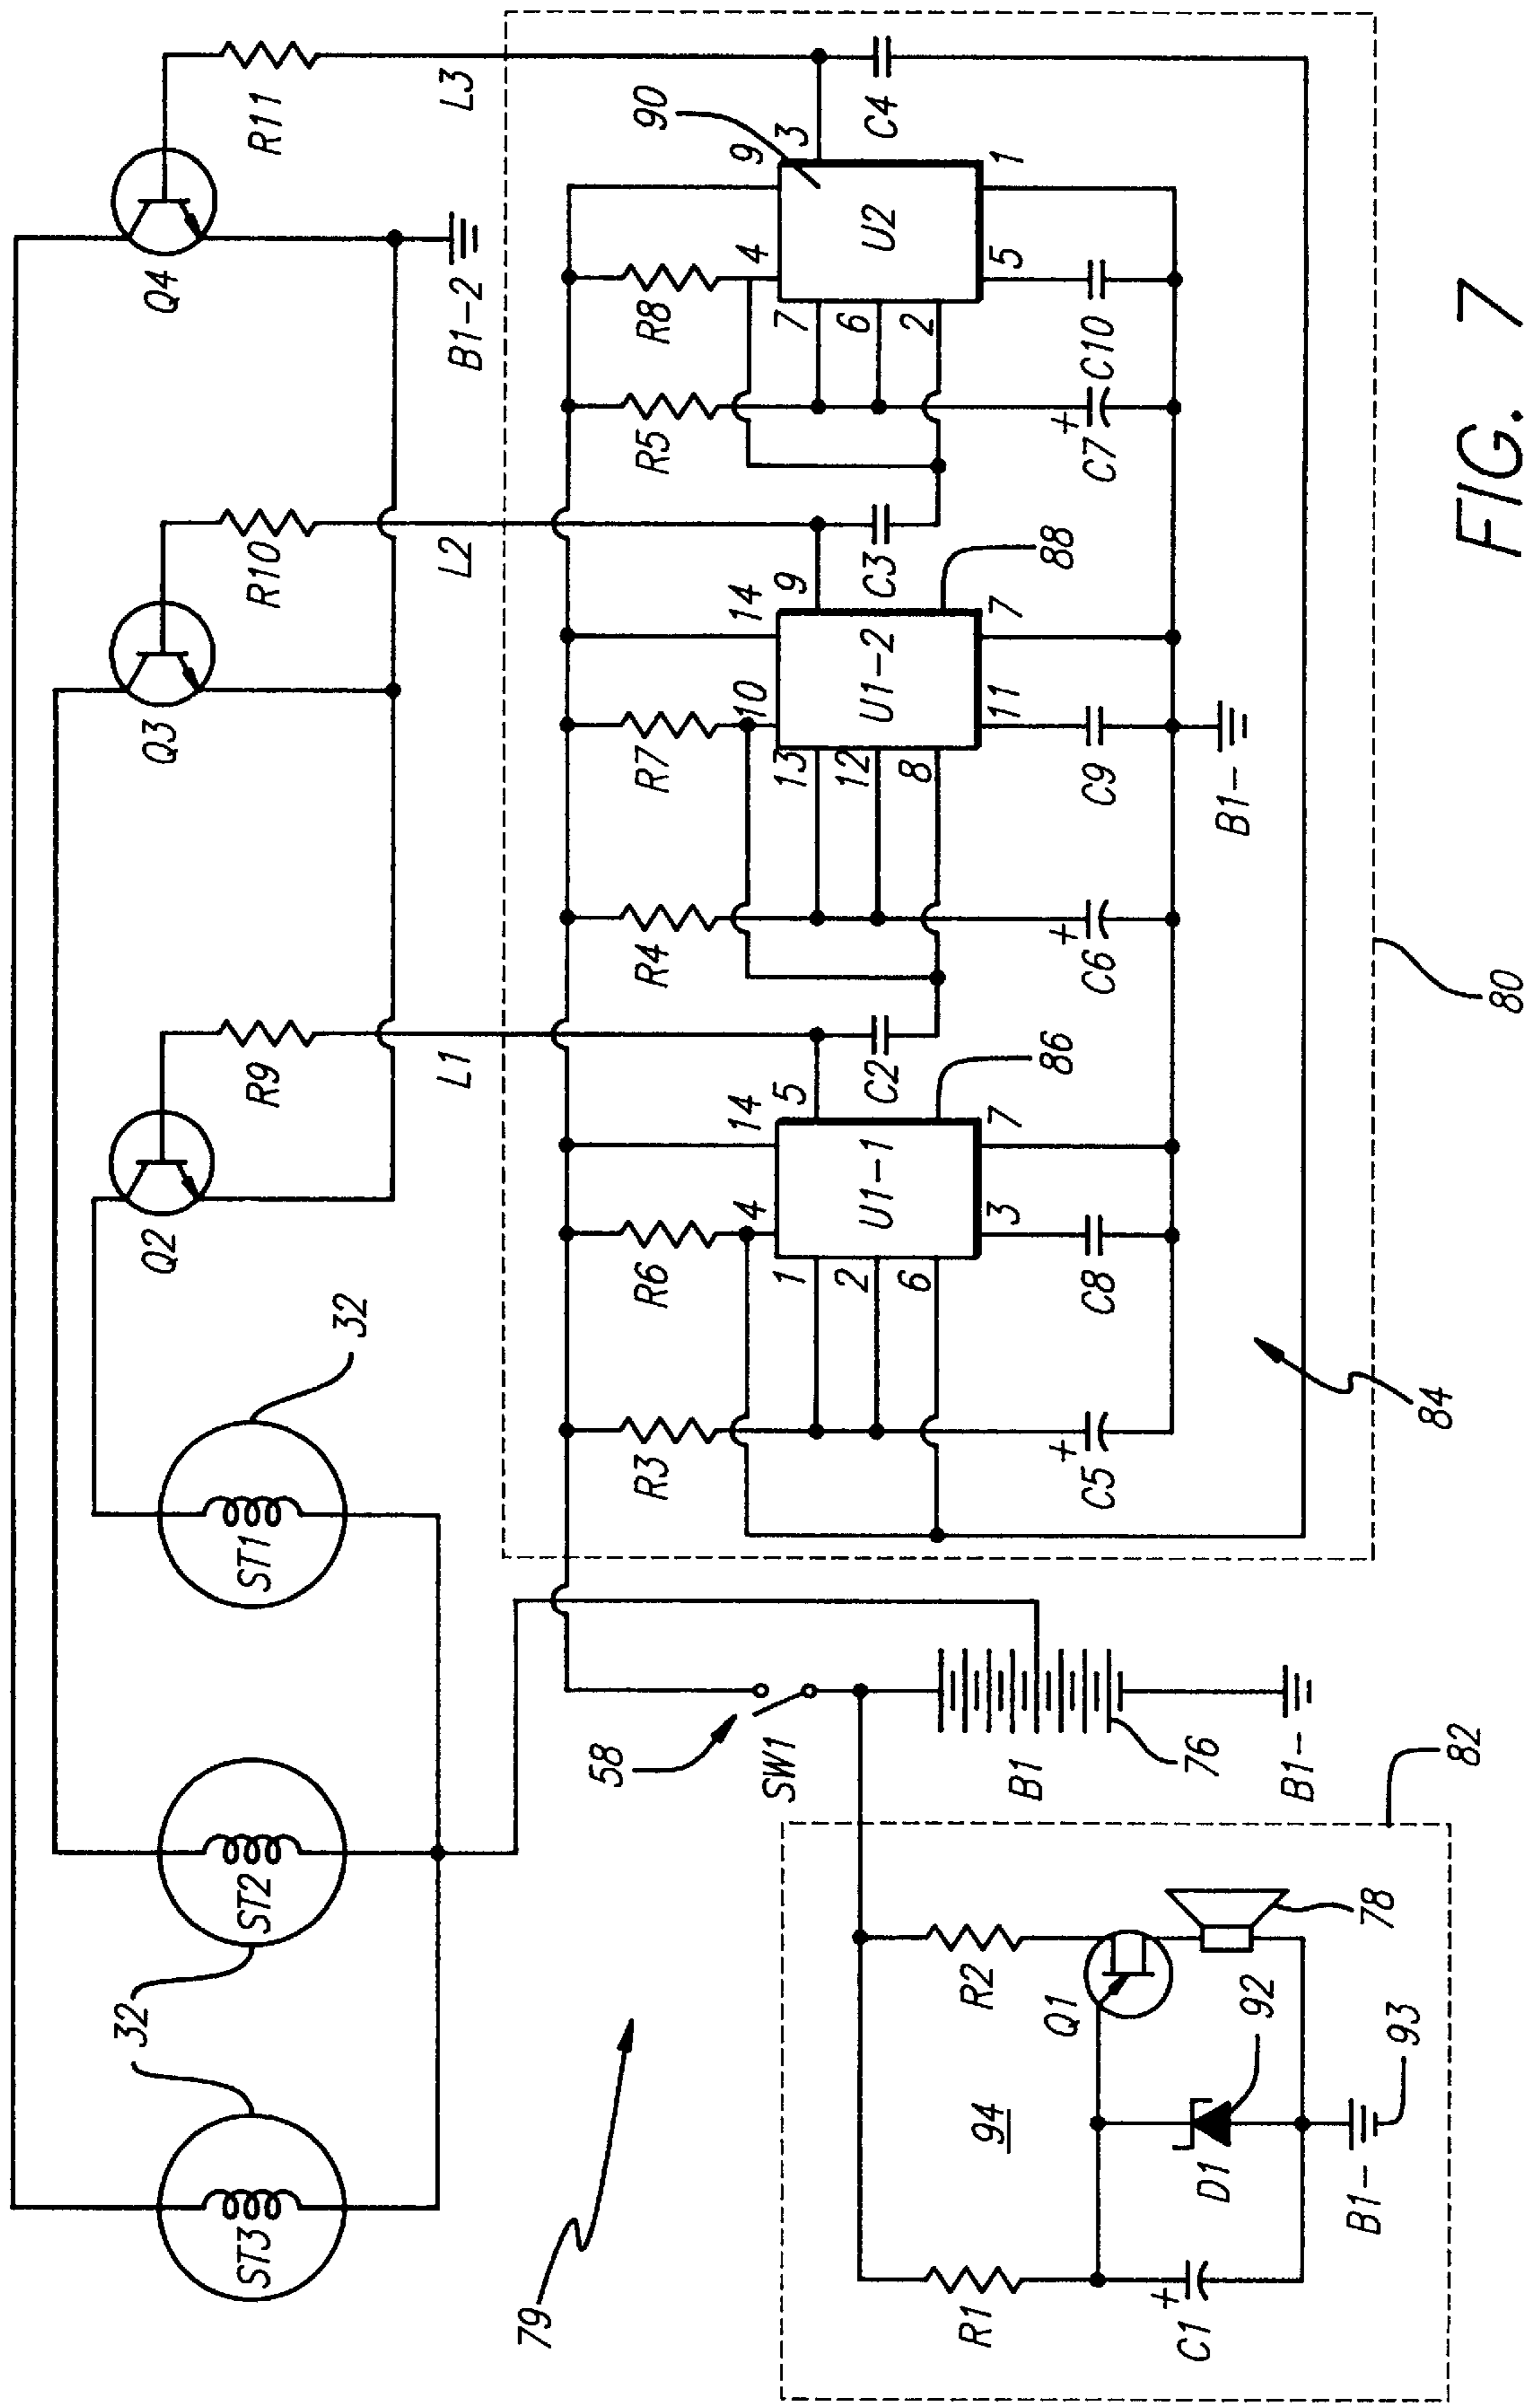 ST3
ST2
ST1
32
32
32
Q2
Q3
Q4
R9
R10
R11
L1
L2
L3
B1-2
79
58
SW1
B1
76
B1-
R3
R6
R4
R7
R5
R8
4
14
5
1
2
6
3
7
U1-1
86
C2
10
14
9
13
12
8
11
7
U1-2
88
C3
4
9
3
7
6
2
5
1
U2
90
C4
C5
C8
C6
C9
C7
C10
B1-
84
80
94
R1
R2
Q1
C1
D1
92
78
B1-
93
82
FIG. 7